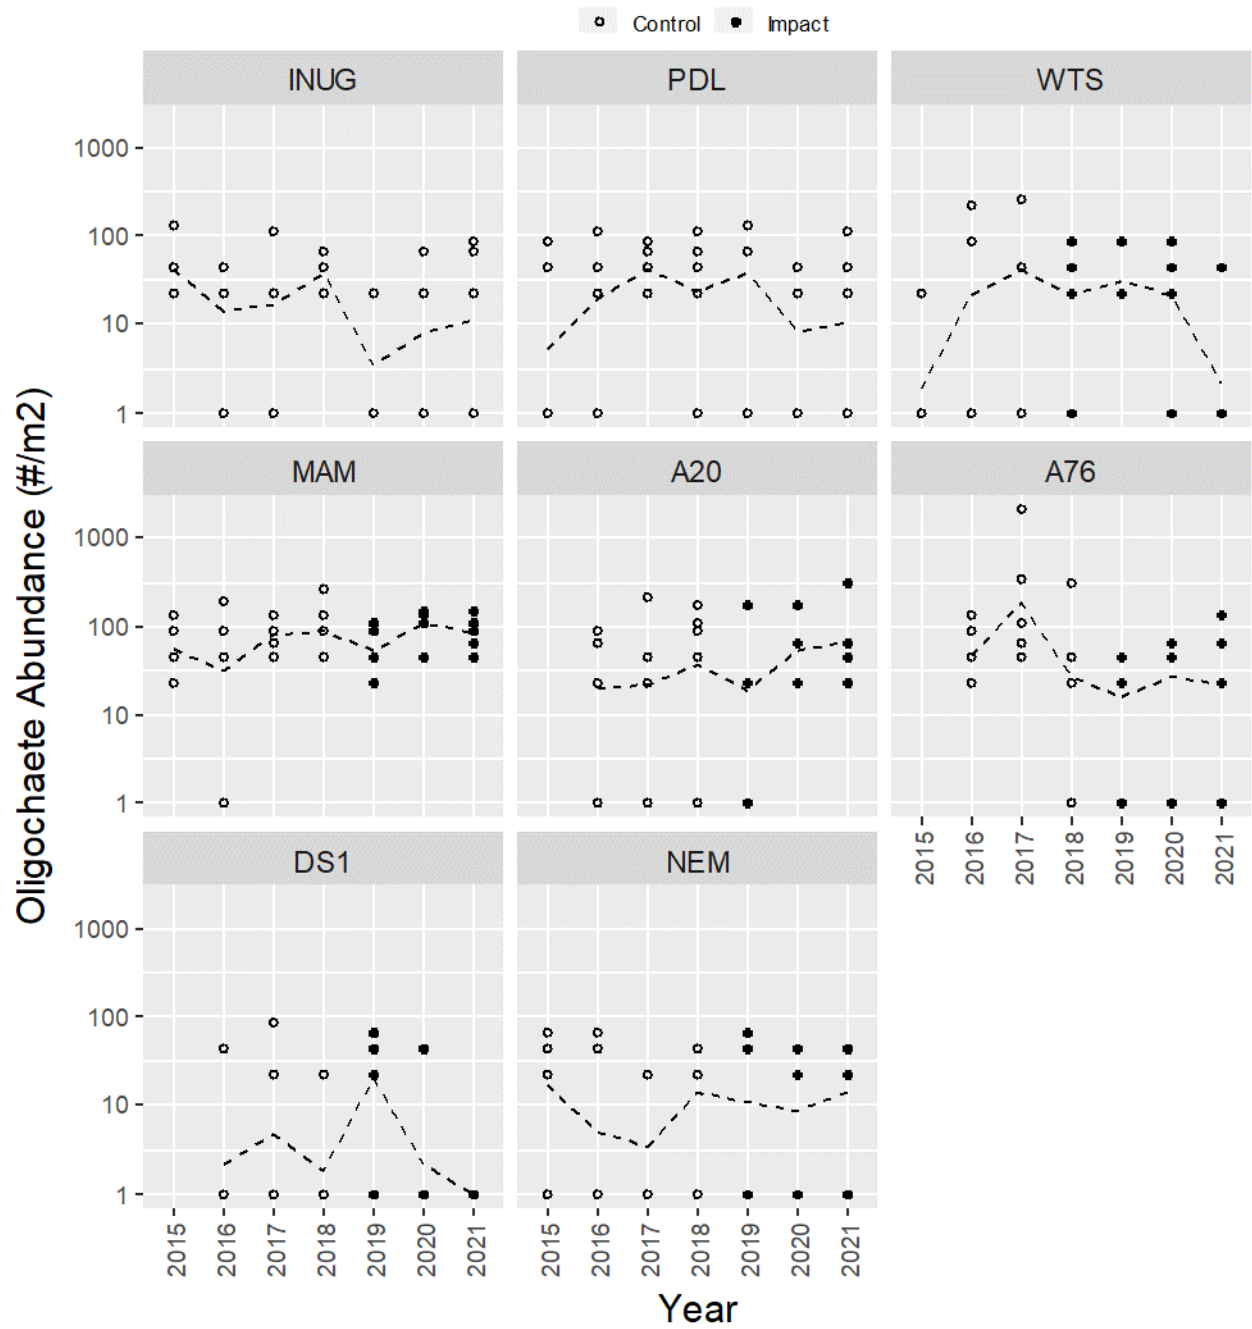 Control Impact
INUG PDL WTS
1000
100
10
1
MAM A20 A76
1000
100
10
1
2015 2016 2017 2018 2019 2020 2021
DS1 NEM
1000
100
10
1
2015 2016 2017 2018 2019 2020 2021 2015 2016 2017 2018 2019 2020 2021
Oligochaete Abundance (#/m2)
Year